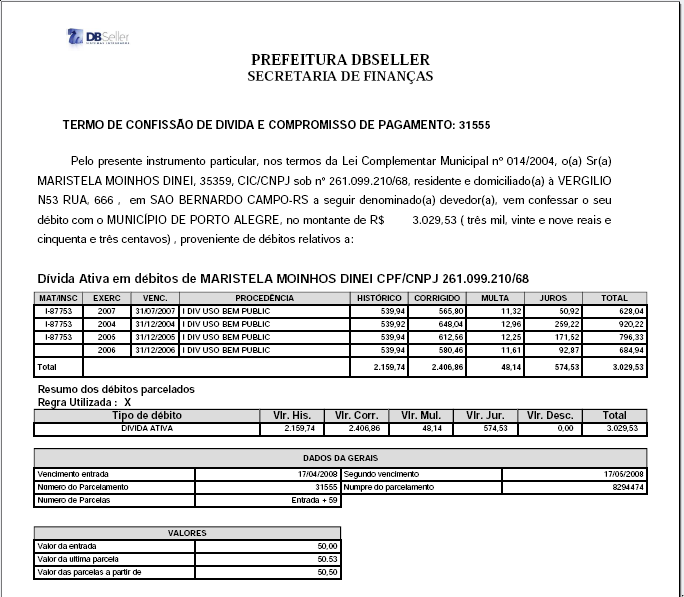 DBSeller
PREFEITURA DBSELLER
SECRETARIA DE FINANÇAS
TERMO DE CONFISSÃO DE DIVIDA E COMPROMISSO DE PAGAMENTO: 31555
Pelo presente instrumento particular, nos termos da Lei Complementar Municipal nº 014/2004, o(a) Sr(a)
MARISTELA MOINHOS DINEI, 35359, CIC/CNPJ sob nº 261.099.210/68, residente e domiciliado(a) à VERGILIO
N53 RUA, 666 , em SAO BERNARDO CAMPO-RS a seguir denominado(a) devedor(a), vem confessar o seu
débito com o MUNICÍPIO DE PORTO ALEGRE, no montante de R$ 3.029,53 ( três mil, vinte e nove reais e
cinquenta e três centavos) , proveniente de débitos relativos a:
Dívida Ativa em débitos de MARISTELA MOINHOS DINEI CPF/CNPJ 261.099.210/68
MAT/INSC EXERC VENC. PROCEDÊNCIA HISTÓRICO CORRIGIDO MULTA JUROS TOTAL
I-87753 2007 31/07/2007 I DIV USO BEM PUBLIC 539,94 565,80 11,32 50,92 628,04
I-87753 2004 31/12/2004 I DIV USO BEM PUBLIC 539,92 648,04 12,96 259,22 920,22
I-87753 2005 31/12/2005 I DIV USO BEM PUBLIC 539,94 612,56 12,25 171,52 796,33
2006 31/12/2006 I DIV USO BEM PUBLIC 539,94 580,46 11,61 92,87 684,94
Total 2.159,74 2.406,86 48,14 574,53 3.029,53
Resumo dos débitos parcelados
Regra Utilizada : X
Tipo de débito Vlr. His. Vlr. Corr. Vlr. Mul. Vlr. Jur. Vlr. Desc. Total
DIVIDA ATIVA 2.159,74 2.406,86 48,14 574,53 0,00 3.029,53
DADOS DA GERAIS
Vencimento entrada 17/04/2008 Segundo vencimento 17/05/2008
Número do Parcelamento 31555 Numpre do parcelamento 8294474
Numero de Parcelas Entrada + 59
VALORES
Valor da entrada 50,00
Valor da ultima parcela 50.53
Valor das parcelas a partir de 50,50